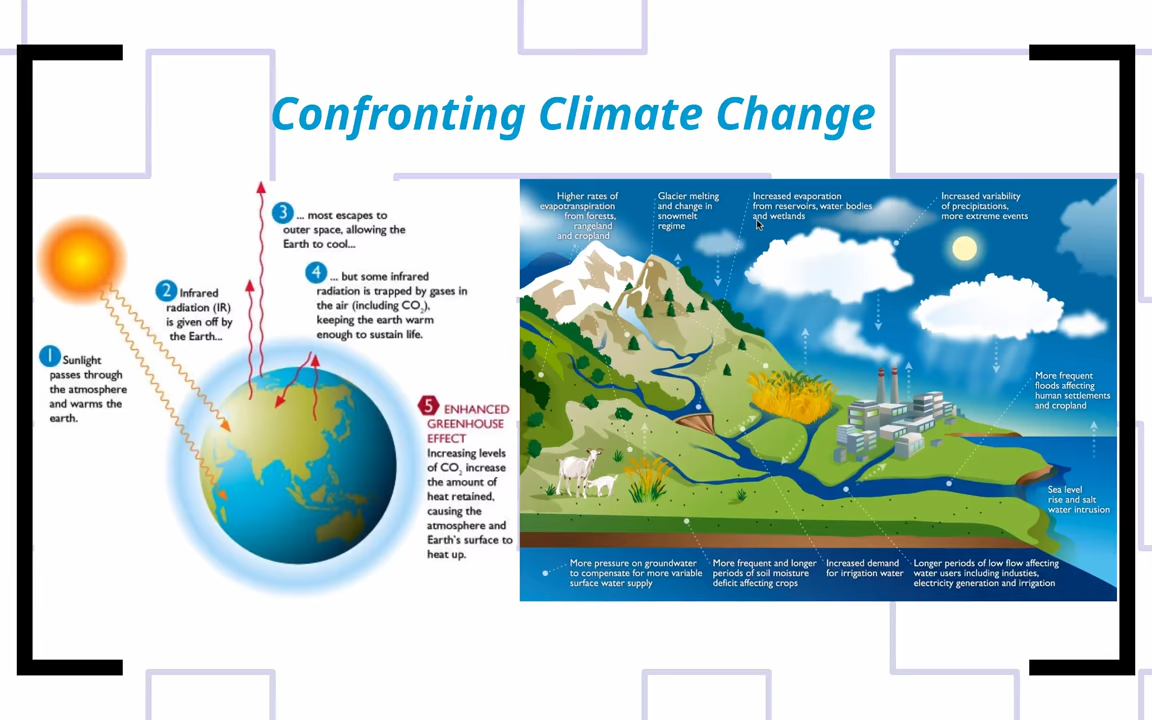 Confronting Climate Change
1 Sunlight
passes through
the atmosphere
and warms the
earth.
2 Infrared
radiation (IR)
is given off by
the Earth...
3 ... most escapes to
outer space, allowing the
Earth to cool...
4 ... but some infrared
radiation is trapped by gases in
the air (including CO₂),
keeping the earth warm
enough to sustain life.
5 ENHANCED
GREENHOUSE
EFFECT
Increasing levels
of CO₂ increase
the amount of
heat retained,
causing the
atmosphere and
Earth's surface to
heat up.
Higher rates of
evapotranspiration
from forests,
rangeland
and cropland
Glacier melting
and change in
snowmelt
regime
Increased evaporation
from reservoirs, water bodies
and wetlands
Increased variability
of precipitations,
more extreme events
More frequent
floods affecting
human settlements
and cropland
Sea level
rise and salt
water intrusion
More pressure on groundwater
to compensate for more variable
surface water supply
More frequent and longer
periods of soil moisture
deficit affecting crops
Increased demand
for irrigation water
Longer periods of low flow affecting
water users including industies,
electricity generation and irrigation